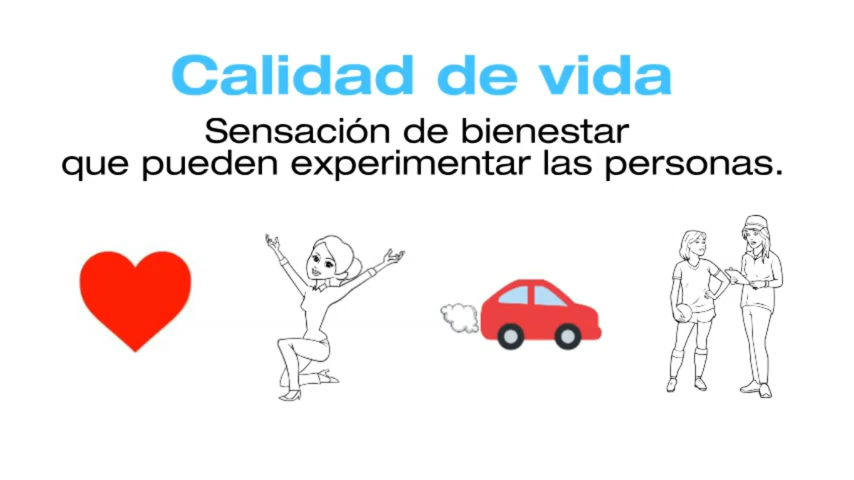 Calidad de vida
Sensación de bienestar
que pueden experimentar las personas.